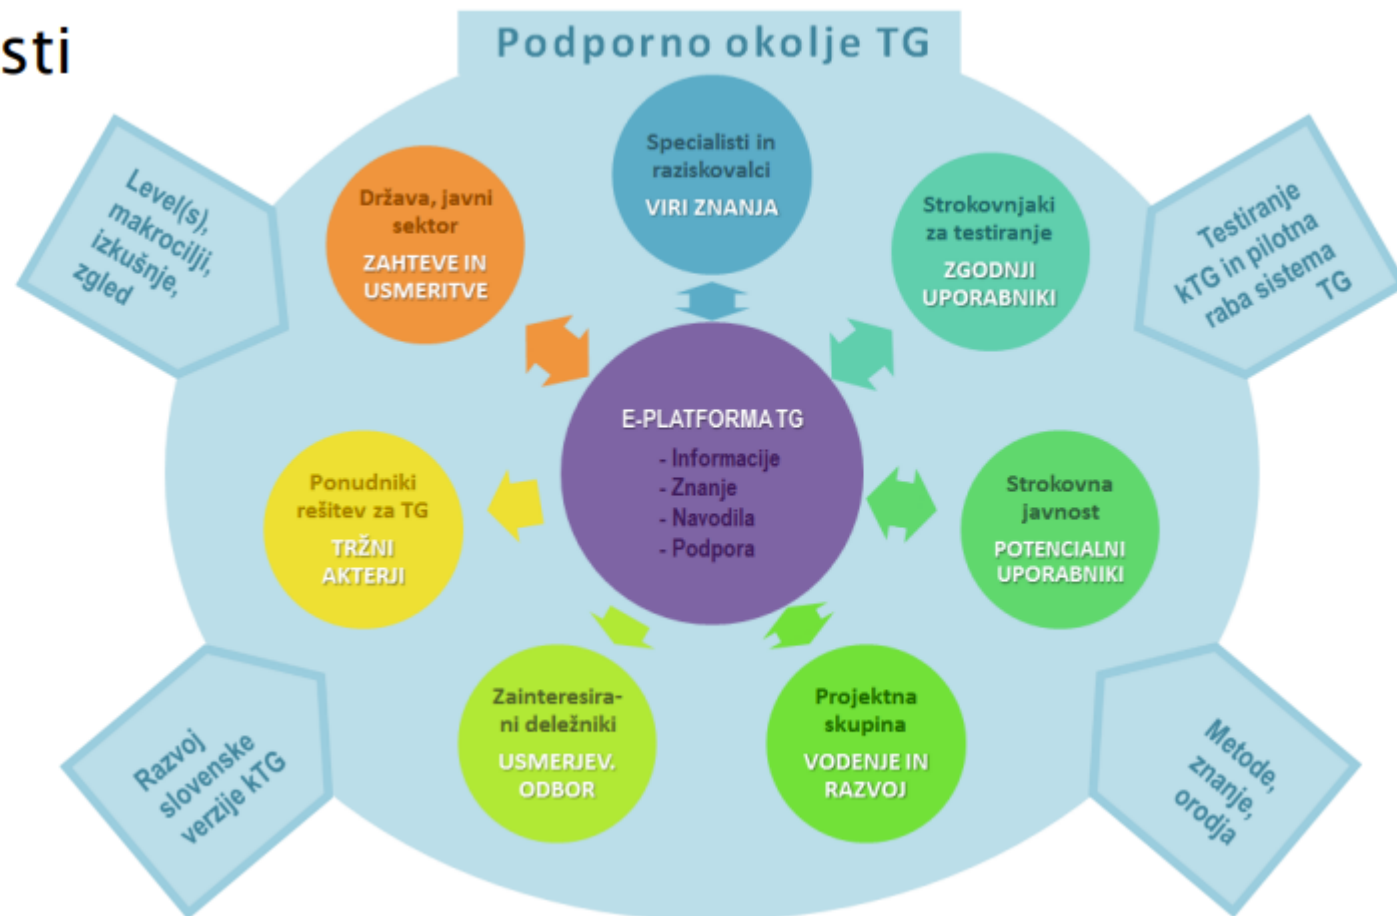 sti
Podporno okolje TG
Level(s),
makrocilji,
izkušnje,
zgled
Država, javni
sektor
ZAHTEVE IN
USMERITVE
Specialisti in
raziskovalci
VIRI ZNANJA
Strokovnjaki
za testiranje
ZGODNJI
UPORABNIKI
Testiranje
kTG in pilotna
raba sistema
TG
E-PLATFORMA TG
- Informacije
- Znanje
- Navodila
- Podpora
Ponudniki
rešitev za TG
TRŽNI
AKTERJI
Strokovna
javnost
POTENCIALNI
UPORABNIKI
Zainteresira-
ni deležniki
USMERJEV.
ODBOR
Projektna
skupina
VODENJE IN
RAZVOJ
Razvoj
slovenske
verzije kTG
Metode,
znanje,
orodja